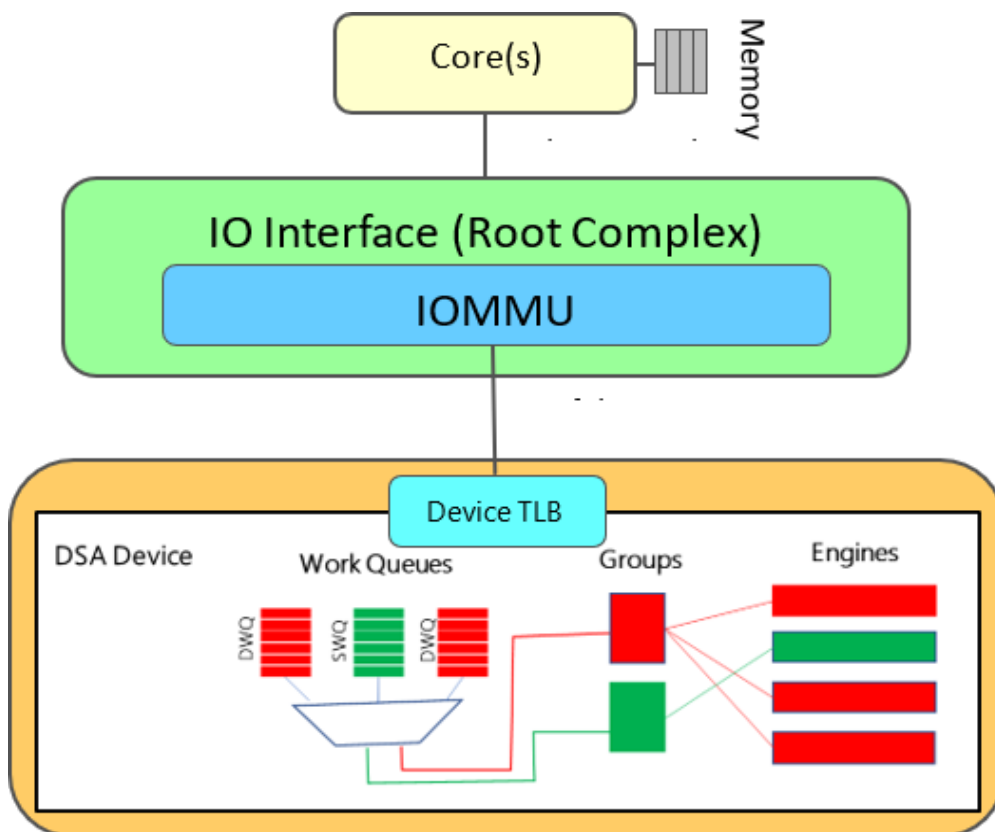 Core(s)
Memory
IO Interface (Root Complex)
IOMMU
Device TLB
DSA Device
Work Queues
Groups
Engines
DWQ
SWQ
DWQ